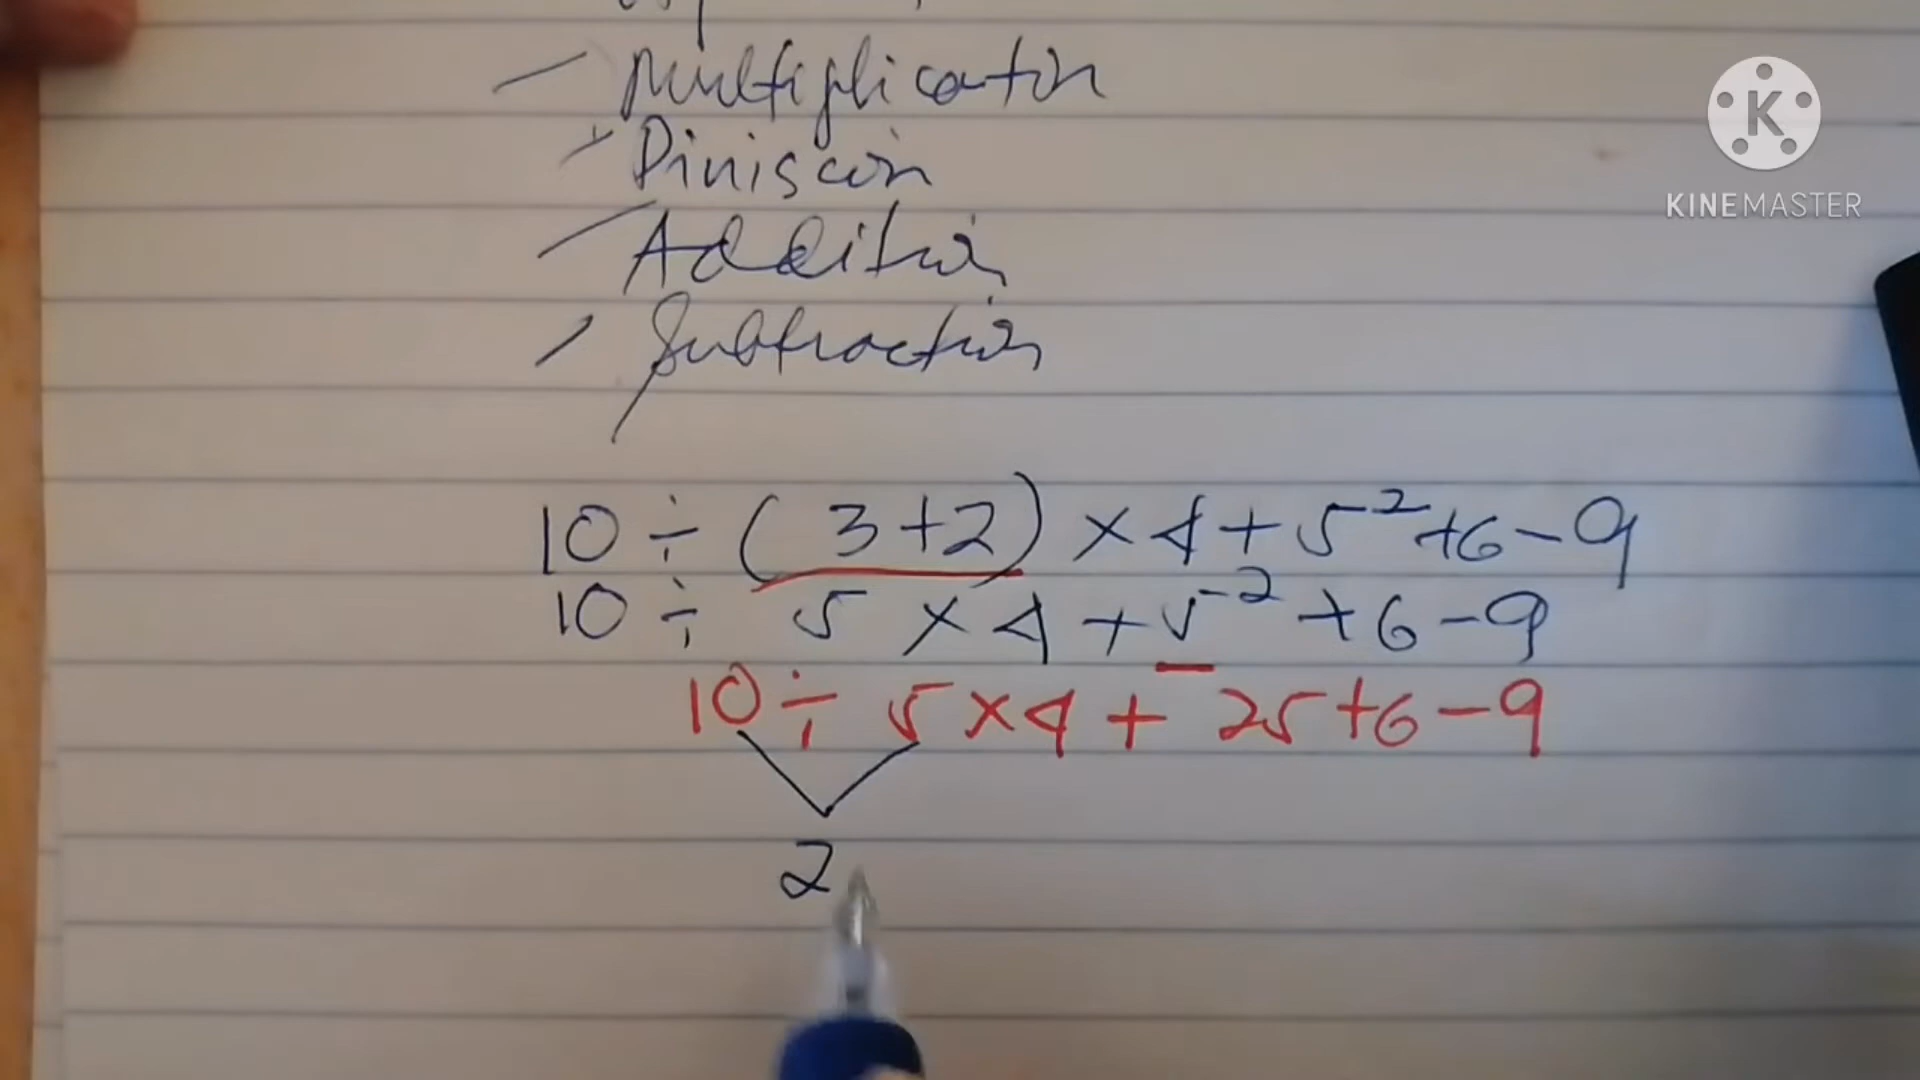 Multiplication
Diniscoin
Addition
Subtraction
10 ÷ (3+2) × 4 + 5² + 6 - 9
10 ÷ 5 × 4 + 5² + 6 - 9
10 ÷ 5 × 4 + 25 + 6 - 9
2
K
KINEMASTER